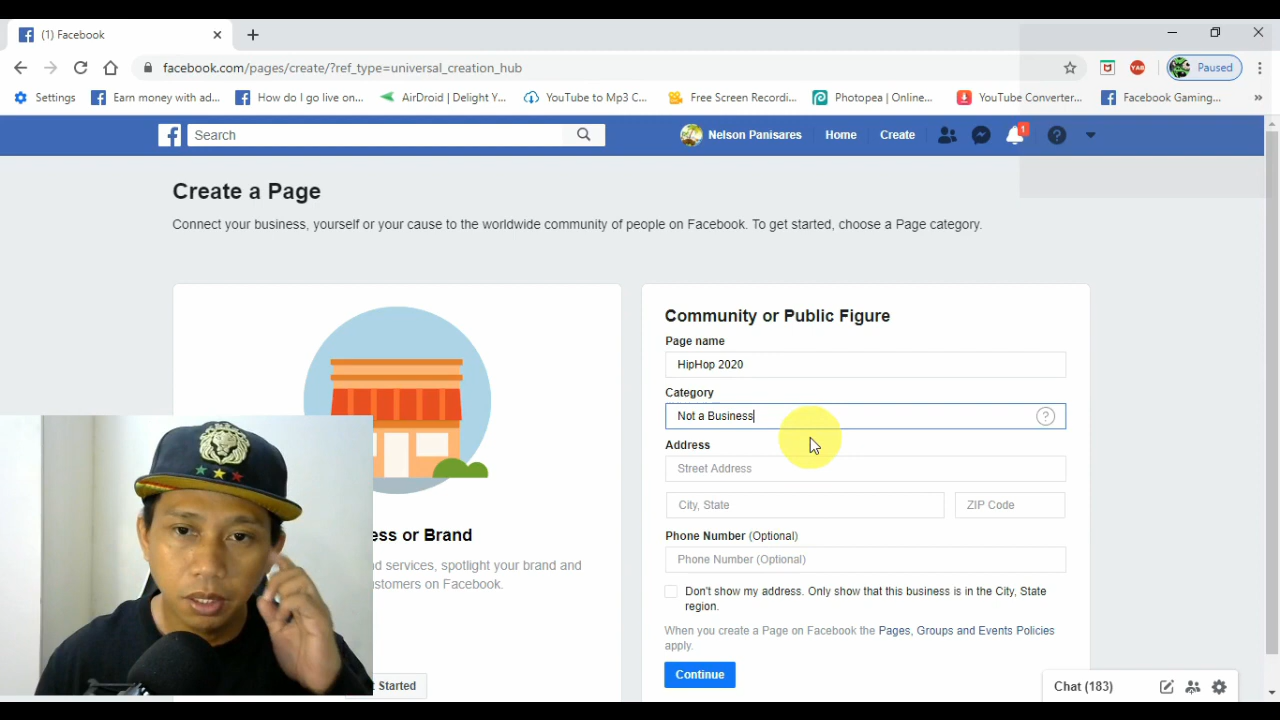 (1) Facebook
facebook.com/pages/create/?ref_type=universal_creation_hub
YAB
Paused
Settings
Earn money with ad...
How do I go live on...
AirDroid | Delight Y...
YouTube to Mp3 C...
Free Screen Recordi...
Photopea | Online...
YouTube Converter...
Facebook Gaming...
»
Search
Nelson Panisares
Home
Create
1
Create a Page
Connect your business, yourself or your cause to the worldwide community of people on Facebook. To get started, choose a Page category.
ess or Brand
nd services, spotlight your brand and
ustomers on Facebook.
Started
Community or Public Figure
Page name
HipHop 2020
Category
Not a Business
?
Address
Street Address
City, State
ZIP Code
Phone Number (Optional)
Phone Number (Optional)
Don't show my address. Only show that this business is in the City, State
region.
When you create a Page on Facebook the Pages, Groups and Events Policies
apply.
Continue
Chat (183)